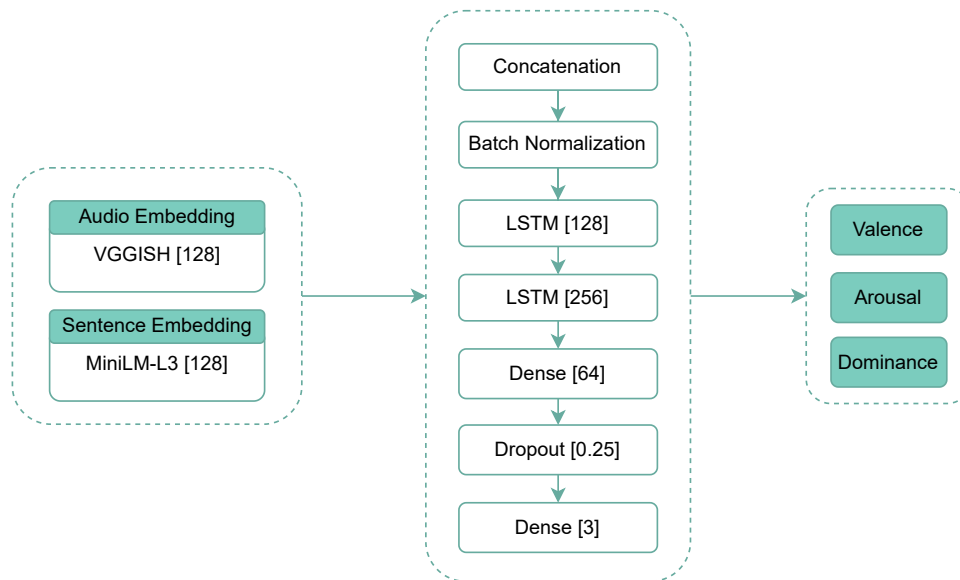 Audio Embedding
VGGISH [128]
Sentence Embedding
MiniLM-L3 [128]
Concatenation
Batch Normalization
LSTM [128]
LSTM [256]
Dense [64]
Dropout [0.25]
Dense [3]
Valence
Arousal
Dominance